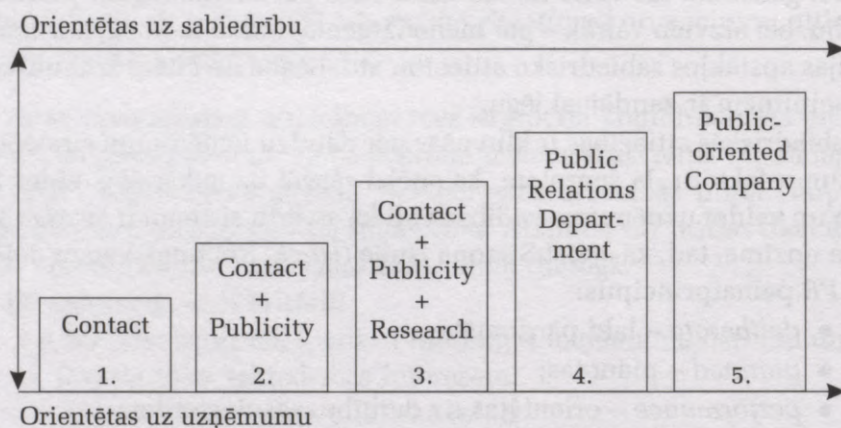 Orientētas uz sabiedrību
Contact
1.
Contact
+
Publicity
2.
Contact
+
Publicity
+
Research
3.
Public
Relations
Depart-
ment
4.
Public-
oriented
Company
5.
Orientētas uz uzņēmumu